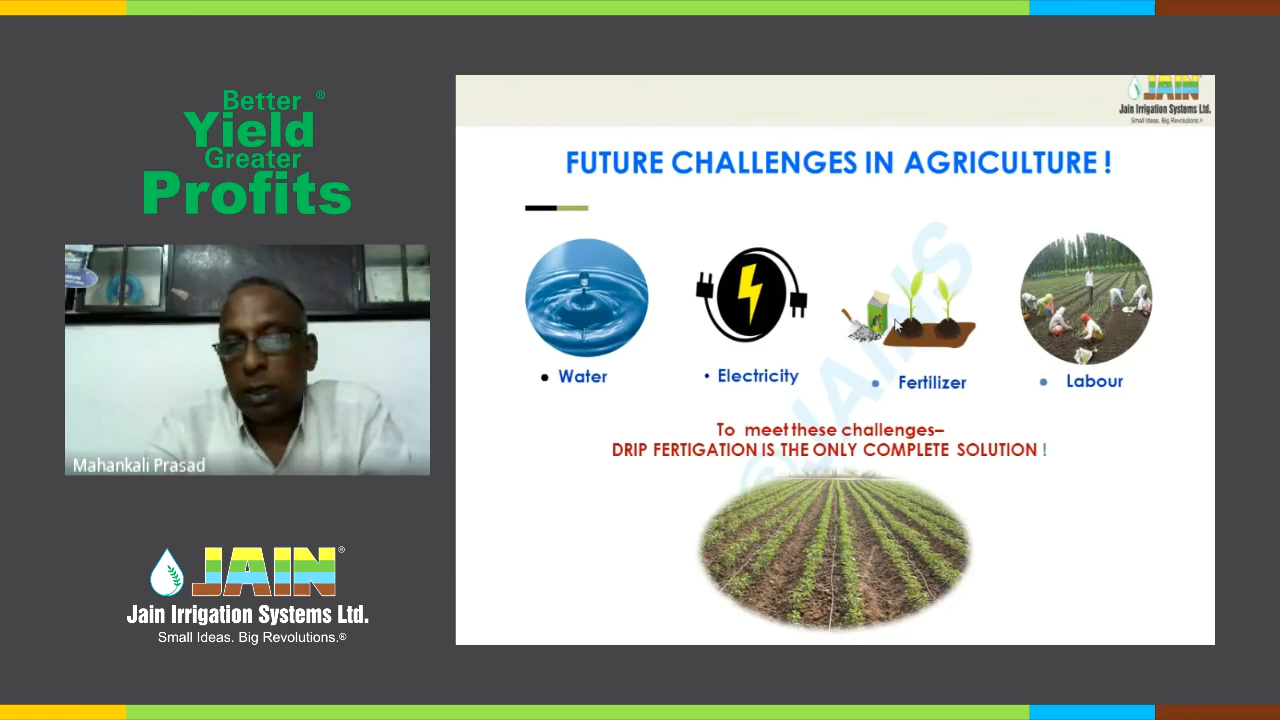 Better ®
Yield
Greater
Profits
Mahankali Prasad
JAIN ®
Jain Irrigation Systems Ltd.
Small Ideas. Big Revolutions.®
JAIN
Jain Irrigation Systems Ltd.
Small Ideas. Big Revolutions.®
FUTURE CHALLENGES IN AGRICULTURE !
• Water
• Electricity
• Fertilizer
• Labour
To meet these challenges–
DRIP FERTIGATION IS THE ONLY COMPLETE SOLUTION !
@JAINS